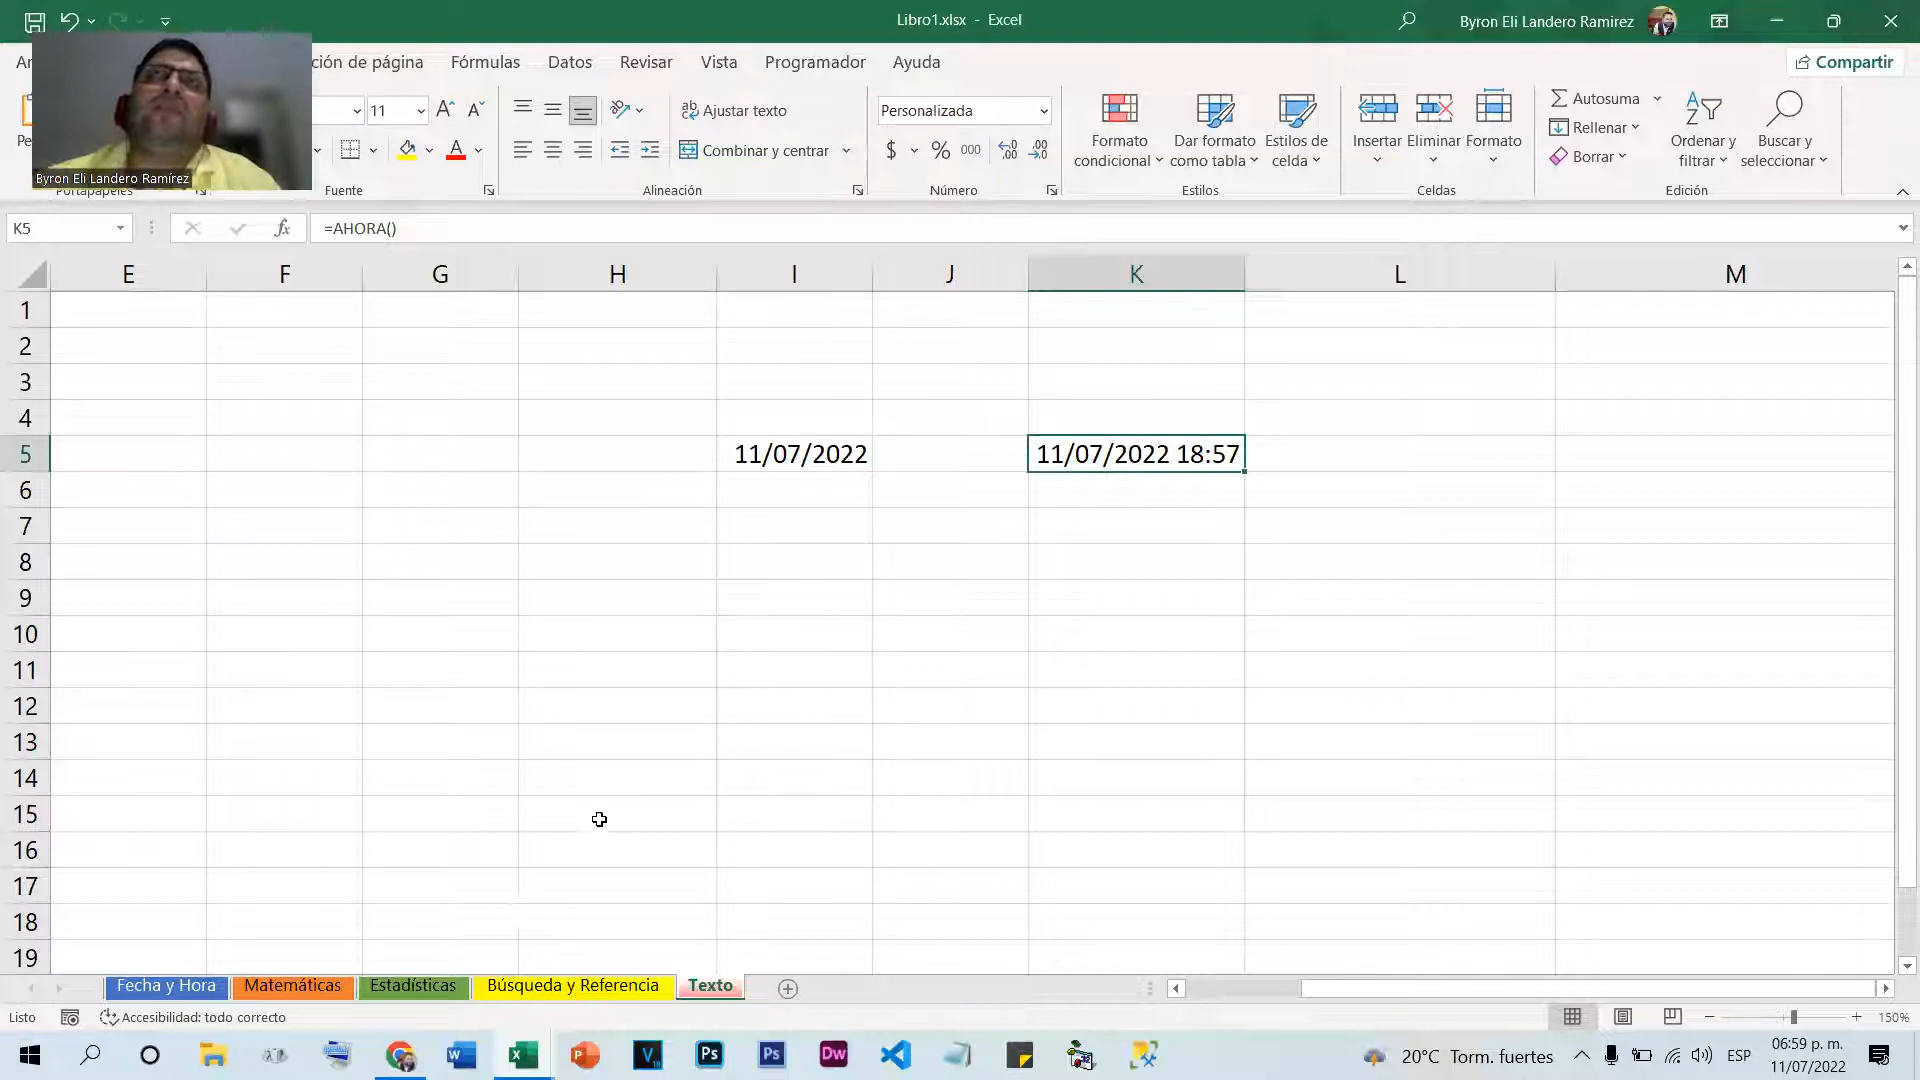 Libro1.xlsx - Excel
Byron Eli Landero Ramirez
ción de página
Fórmulas
Datos
Revisar
Vista
Programador
Ayuda
Compartir
11
Ajustar texto
Combinar y centrar
Personalizada
$ % 000
Formato condicional
Dar formato como tabla
Estilos de celda
Insertar
Eliminar
Formato
Autosuma
Rellenar
Borrar
Ordenar y filtrar
Buscar y seleccionar
Byron Eli Landero Ramírez
Portapapeles
Fuente
Alineación
Número
Estilos
Celdas
Edición
K5
fx
=AHORA()
E F G H I J K L M
1
2
3
4
5 11/07/2022 11/07/2022 18:57
6
7
8
9
10
11
12
13
14
15
16
17
18
19
Fecha y Hora
Matemáticas
Estadísticas
Búsqueda y Referencia
Texto
Listo
Accesibilidad: todo correcto
150%
20°C Torm. fuertes
ESP
06:59 p. m.
11/07/2022